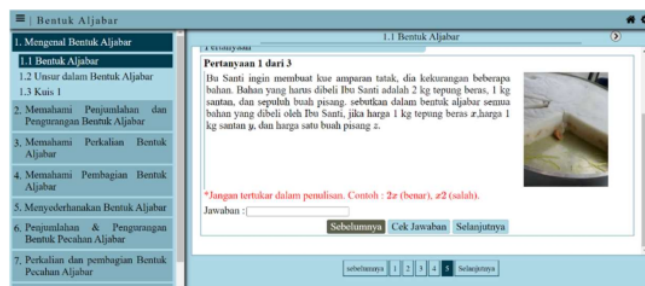 ≡ | Bentuk Aljabar
1. Mengenal Bentuk Aljabar
1.1 Bentuk Aljabar
1.2 Unsur dalam Bentuk Aljabar
1.3 Kuis 1
2. Memahami Penjumlahan dan
Pengurangan Bentuk Aljabar
3. Memahami Perkalian Bentuk
Aljabar
4. Memahami Pembagian Bentuk
Aljabar
5. Menyederhanakan Bentuk Aljabar
6. Penjumlahan & Pengurangan
Bentuk Pecahan Aljabar
7. Perkalian dan pembagian Bentuk
Pecahan Aljabar
1.1 Bentuk Aljabar
Pertanyaan
Pertanyaan 1 dari 3
Bu Santi ingin membuat kue amparan tatak, dia kekurangan beberapa
bahan. Bahan yang harus dibeli Ibu Santi adalah 2 kg tepung beras, 1 kg
santan, dan sepuluh buah pisang. sebutkan dalam bentuk aljabar semua
bahan yang dibeli oleh Ibu Santi, jika harga 1 kg tepung beras x,harga 1
kg santan y, dan harga satu buah pisang z.
*Jangan tertukar dalam penulisan. Contoh : 2x (benar), x2 (salah).
Jawaban :
Sebelumnya Cek Jawaban Selanjutnya
sebelumnya 1 2 3 4 5 Selanjutnya